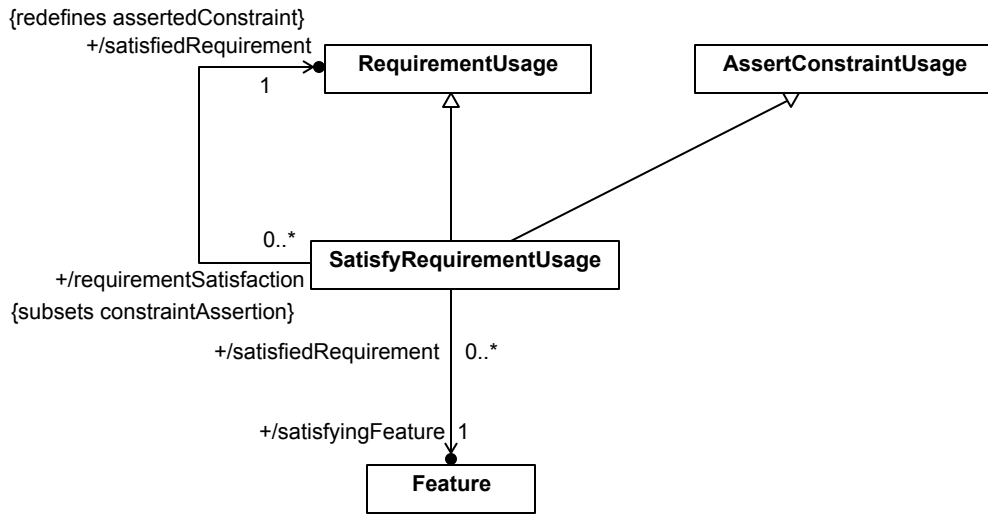 {redefines assertedConstraint}
+/satisfiedRequirement
RequirementUsage
AssertConstraintUsage
1
0..*
SatisfyRequirementUsage
+/requirementSatisfaction
{subsets constraintAssertion}
+/satisfiedRequirement
0..*
+/satisfyingFeature
1
Feature